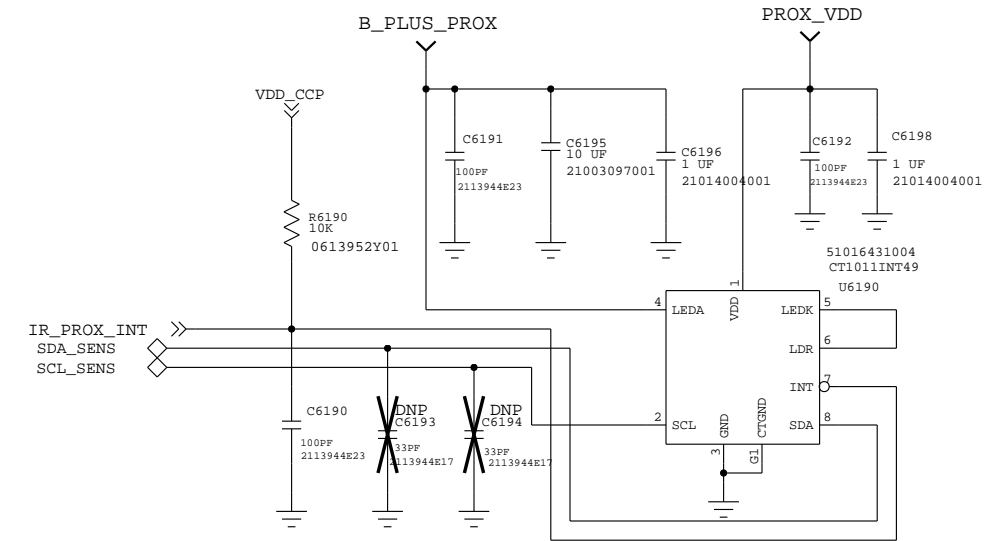 B_PLUS_PROX
PROX_VDD
VDD_CCP
C6191
100PF
2113944E23
C6195
10 UF
21003097001
C6196
1 UF
21014004001
C6192
100PF
2113944E23
C6198
1 UF
21014004001
R6190
10K
0613952Y01
51016431004
CT1011INT49
U6190
1
VDD
4
LEDA
LEDK
5
LDR
6
INT
7
SDA
8
2
SCL
GND
3
CTGND
G1
IR_PROX_INT
SDA_SENS
SCL_SENS
C6190
100PF
2113944E23
DNP
C6193
33PF
2113944E17
DNP
C6194
33PF
2113944E17